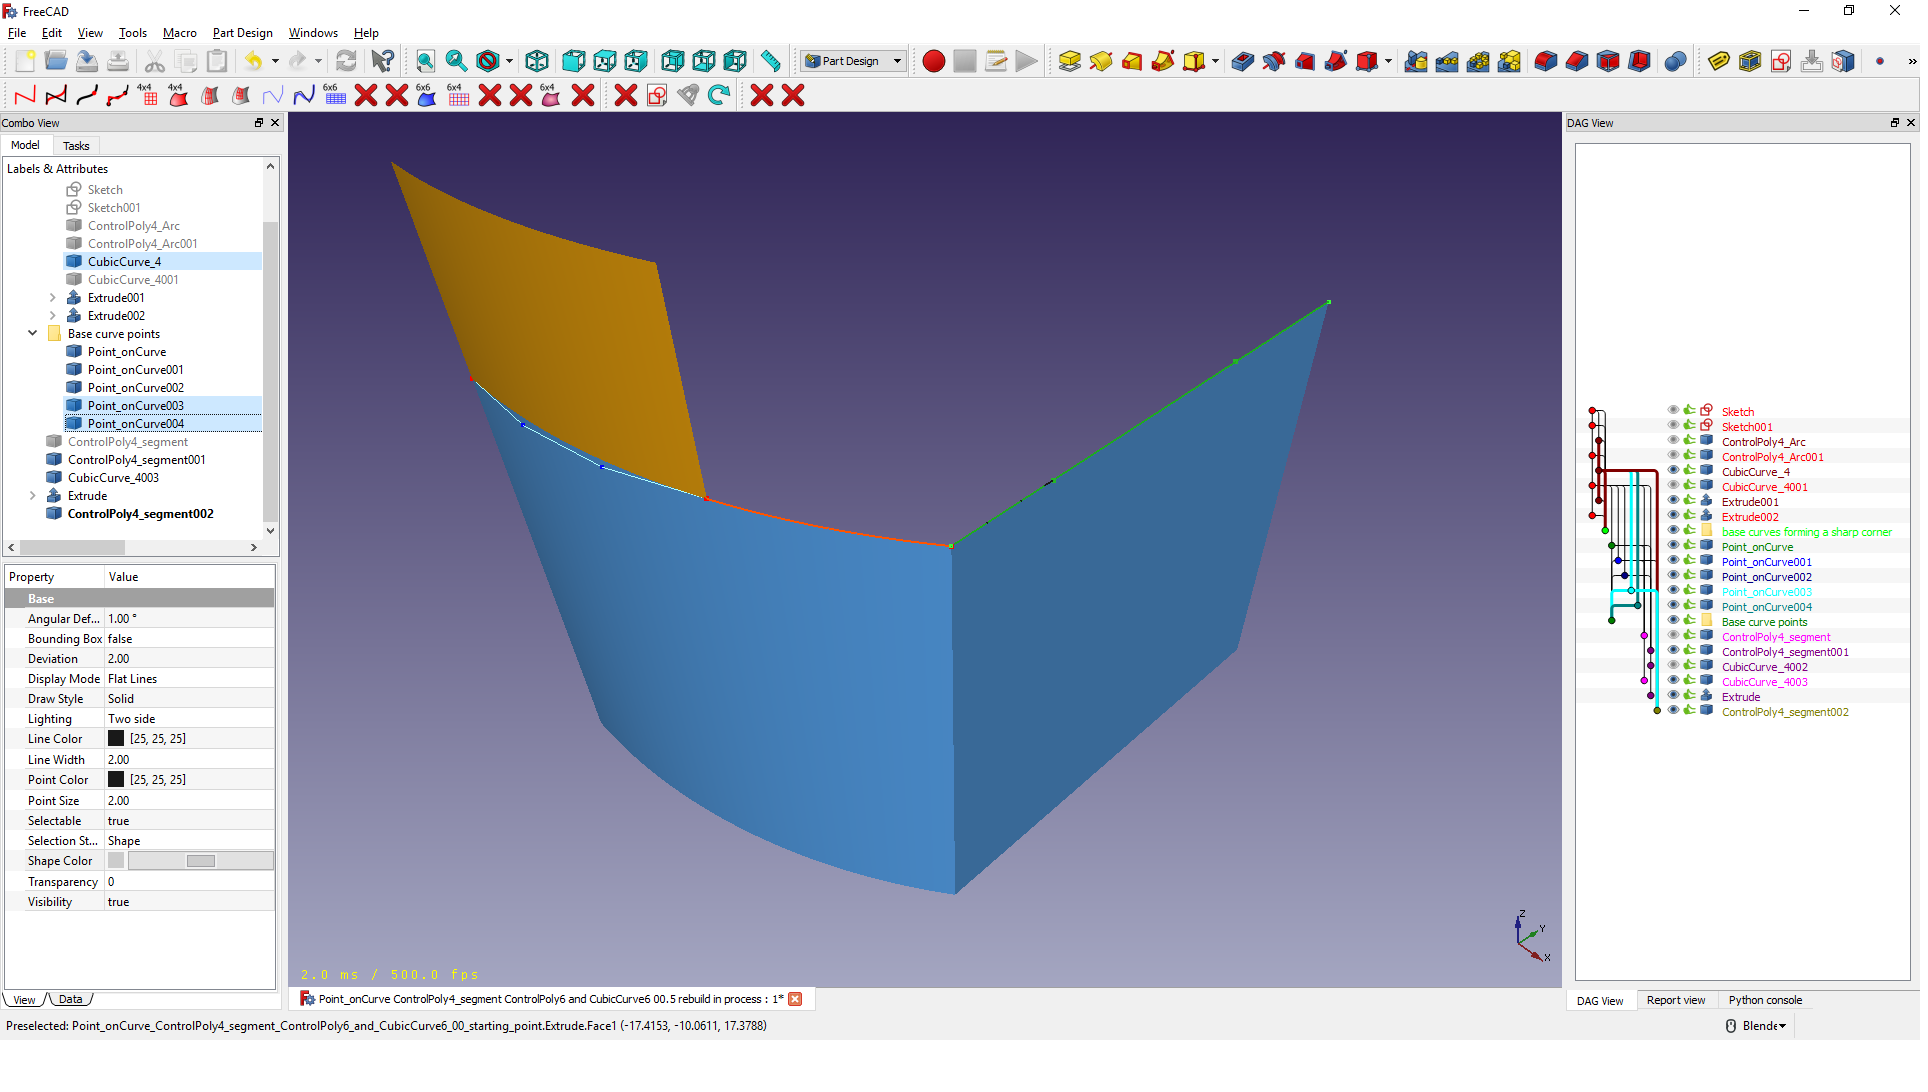 FreeCAD
File Edit View Tools Macro Part Design Windows Help
Part Design
4x4 4x4 6x6 6x6 6x4 6x4
Combo View
Model Tasks
Labels & Attributes
Sketch
Sketch001
ControlPoly4_Arc
ControlPoly4_Arc001
CubicCurve_4
CubicCurve_4001
Extrude001
Extrude002
Base curve points
Point_onCurve
Point_onCurve001
Point_onCurve002
Point_onCurve003
Point_onCurve004
ControlPoly4_segment
ControlPoly4_segment001
CubicCurve_4003
Extrude
ControlPoly4_segment002
Property Value
Base
Angular Def... 1.00 °
Bounding Box false
Deviation 2.00
Display Mode Flat Lines
Draw Style Solid
Lighting Two side
Line Color [25, 25, 25]
Line Width 2.00
Point Color [25, 25, 25]
Point Size 2.00
Selectable true
Selection St... Shape
Shape Color
Transparency 0
Visibility true
View Data
2.0 ms / 500.0 fps
Z
Y
X
Point_onCurve ControlPoly4_segment ControlPoly6 and CubicCurve6 00.5 rebuild in process : 1*
DAG View
Sketch
Sketch001
ControlPoly4_Arc
ControlPoly4_Arc001
CubicCurve_4
CubicCurve_4001
Extrude001
Extrude002
base curves forming a sharp corner
Point_onCurve
Point_onCurve001
Point_onCurve002
Point_onCurve003
Point_onCurve004
Base curve points
ControlPoly4_segment
ControlPoly4_segment001
CubicCurve_4002
CubicCurve_4003
Extrude
ControlPoly4_segment002
DAG View Report view Python console
Preselected: Point_onCurve_ControlPoly4_segment_ControlPoly6_and_CubicCurve6_00_starting_point.Extrude.Face1 (-17.4153, -10.0611, 17.3788)
Blende